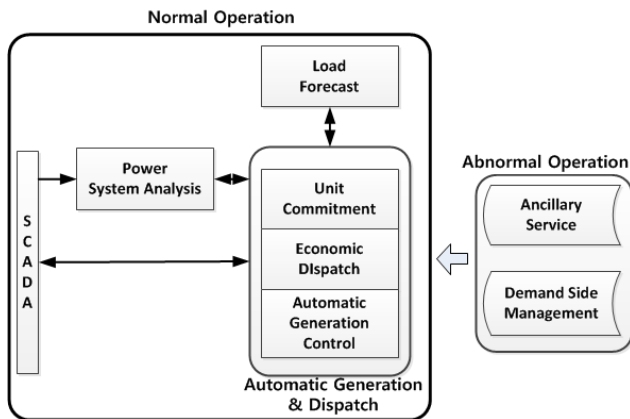 Normal Operation
Load
Forecast
Power
System Analysis
SCADA
Unit
Commitment
Economic
DIspatch
Automatic
Generation
Control
Automatic Generation
& Dispatch
Abnormal Operation
Ancillary
Service
Demand Side
Management